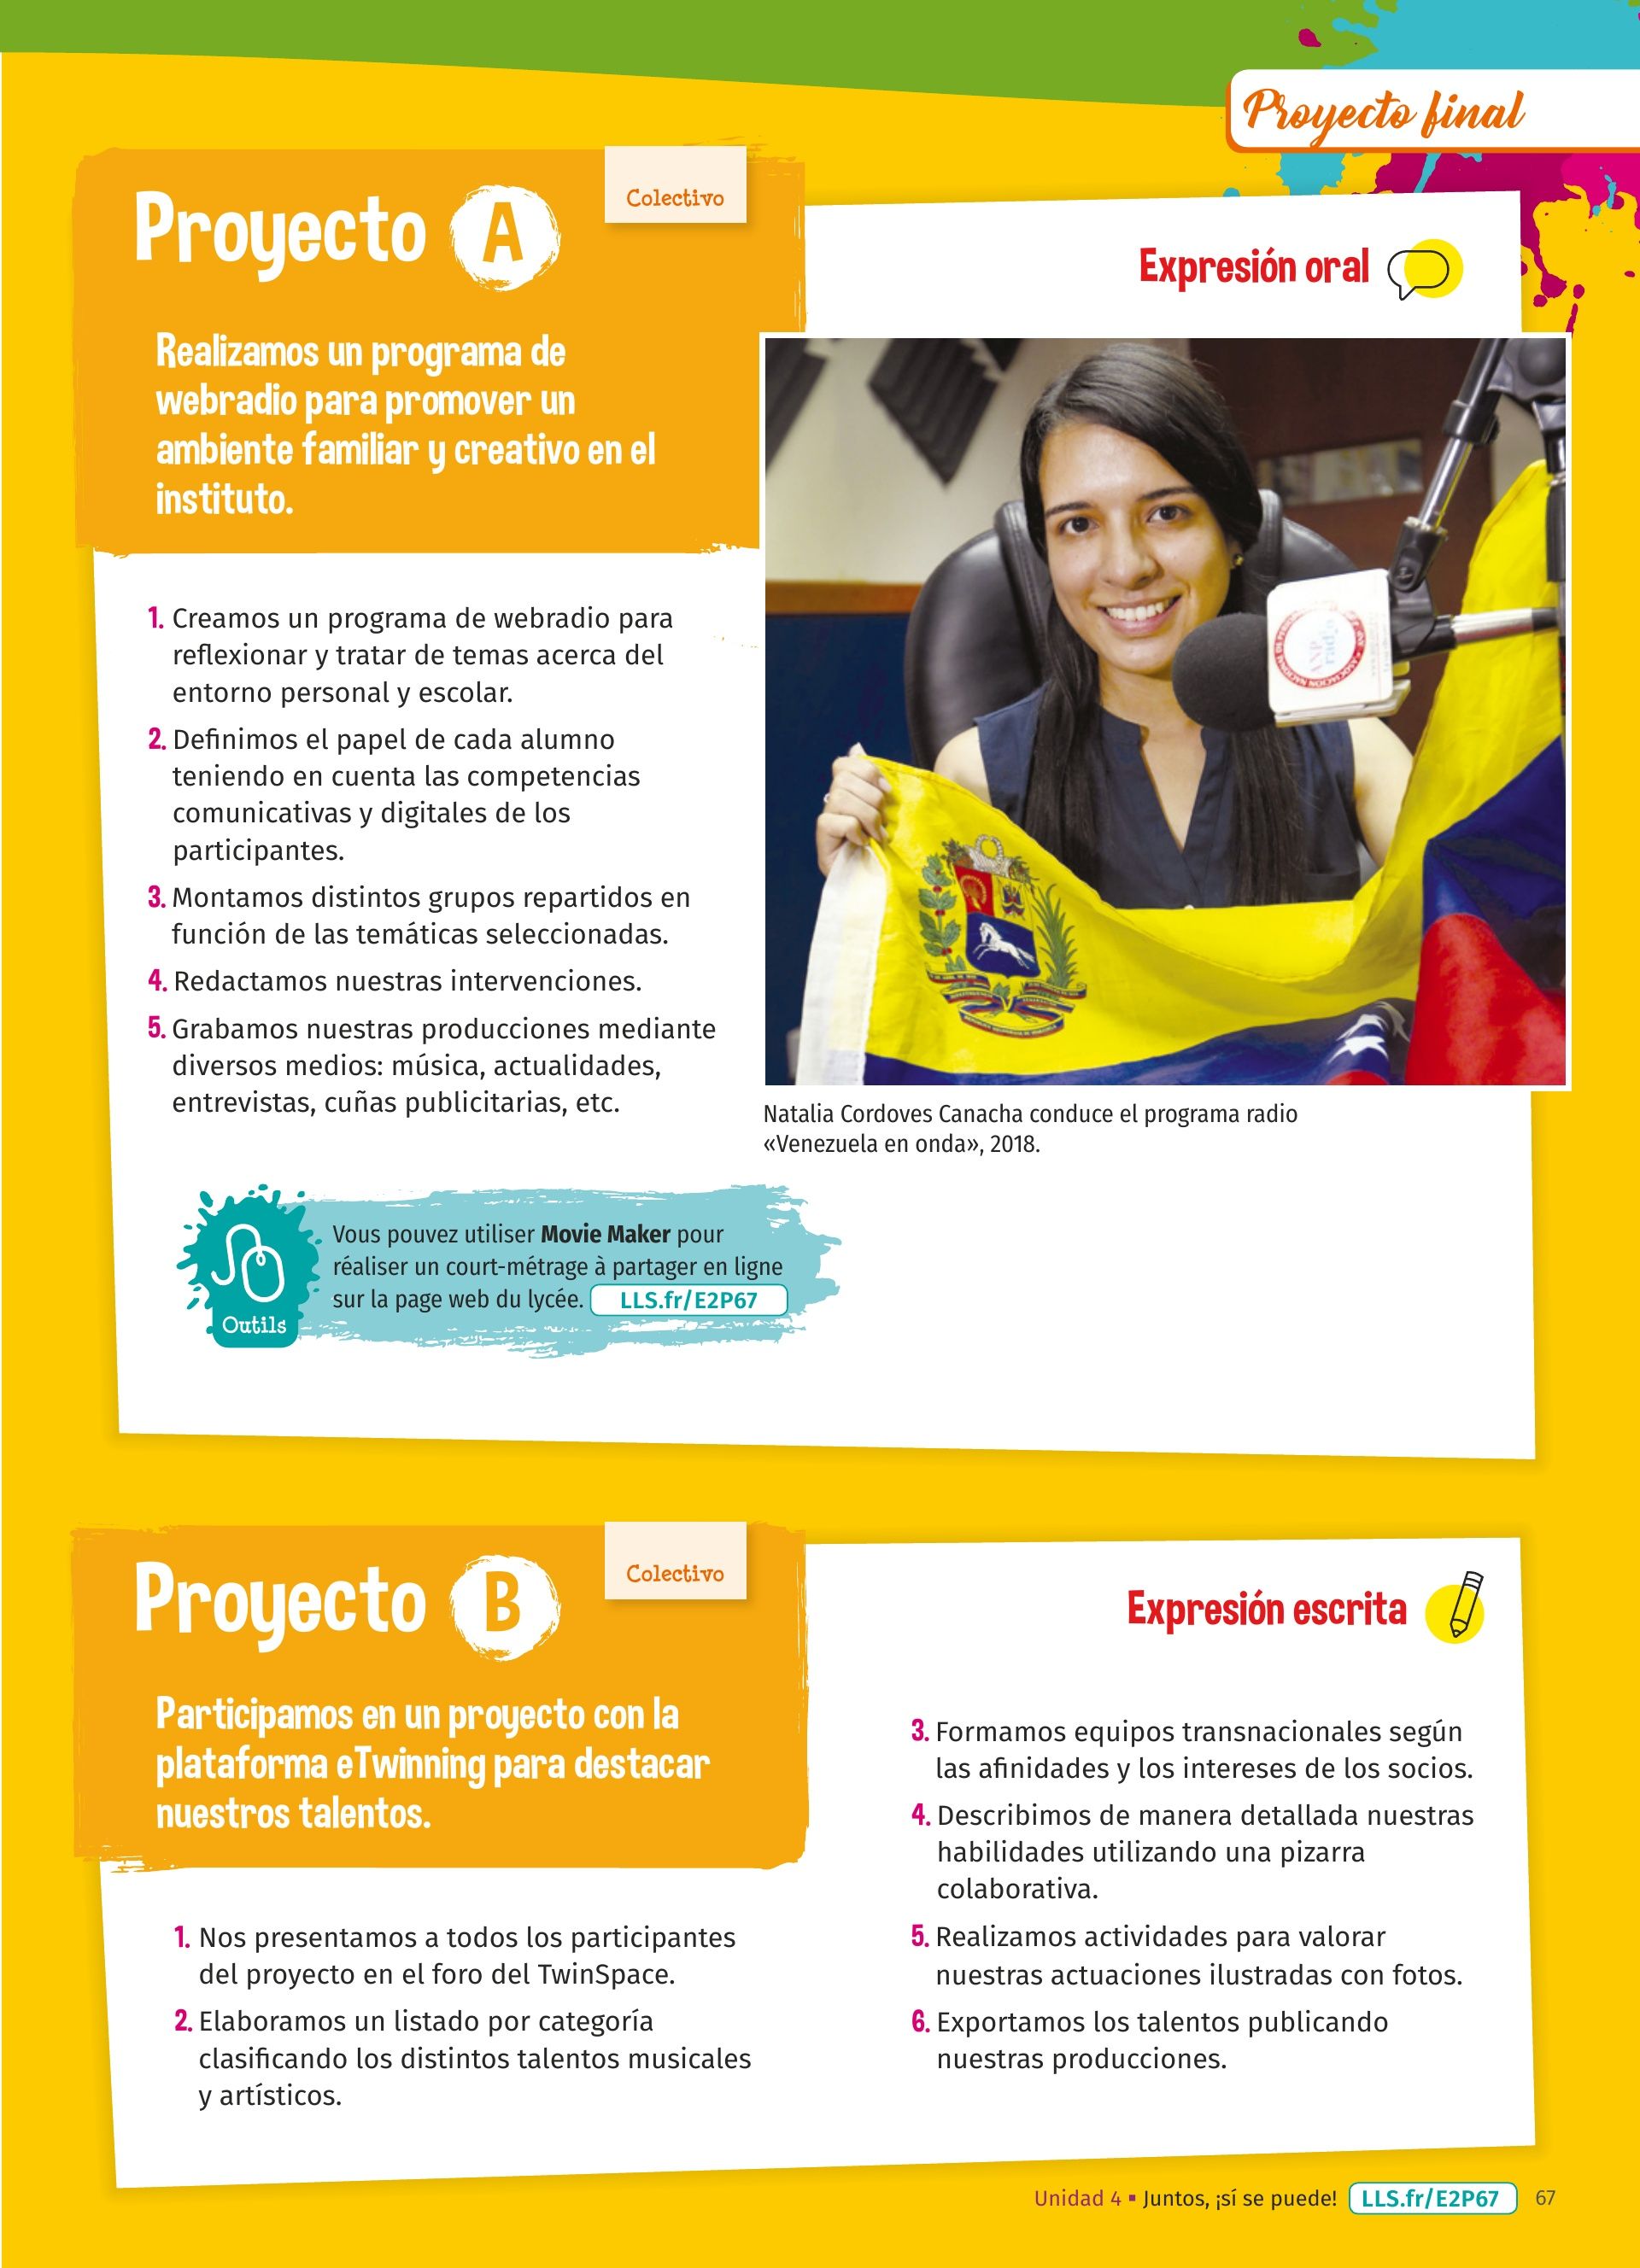 Proyecto final
Proyecto A
Colectivo
Realizamos un programa de
webradio para promover un
ambiente familiar y creativo en el
instituto.
Expresión oral
1. Creamos un programa de webradio para
reflexionar y tratar de temas acerca del
entorno personal y escolar.
2. Definimos el papel de cada alumno
teniendo en cuenta las competencias
comunicativas y digitales de los
participantes.
3. Montamos distintos grupos repartidos en
función de las temáticas seleccionadas.
4. Redactamos nuestras intervenciones.
5. Grabamos nuestras producciones mediante
diversos medios: música, actualidades,
entrevistas, cuñas publicitarias, etc.
Natalia Cordoves Canacha conduce el programa radio
«Venezuela en onda», 2018.
Outils
Vous pouvez utiliser Movie Maker pour
réaliser un court-métrage à partager en ligne
sur la page web du lycée. LLS.fr/E2P67
Proyecto B
Colectivo
Participamos en un proyecto con la
plataforma eTwinning para destacar
nuestros talentos.
Expresión escrita
1. Nos presentamos a todos los participantes
del proyecto en el foro del TwinSpace.
2. Elaboramos un listado por categoría
clasificando los distintos talentos musicales
y artísticos.
3. Formamos equipos transnacionales según
las afinidades y los intereses de los socios.
4. Describimos de manera detallada nuestras
habilidades utilizando una pizarra
colaborativa.
5. Realizamos actividades para valorar
nuestras actuaciones ilustradas con fotos.
6. Exportamos los talentos publicando
nuestras producciones.
Unidad 4 ▪ Juntos, ¡sí se puede! LLS.fr/E2P67 67